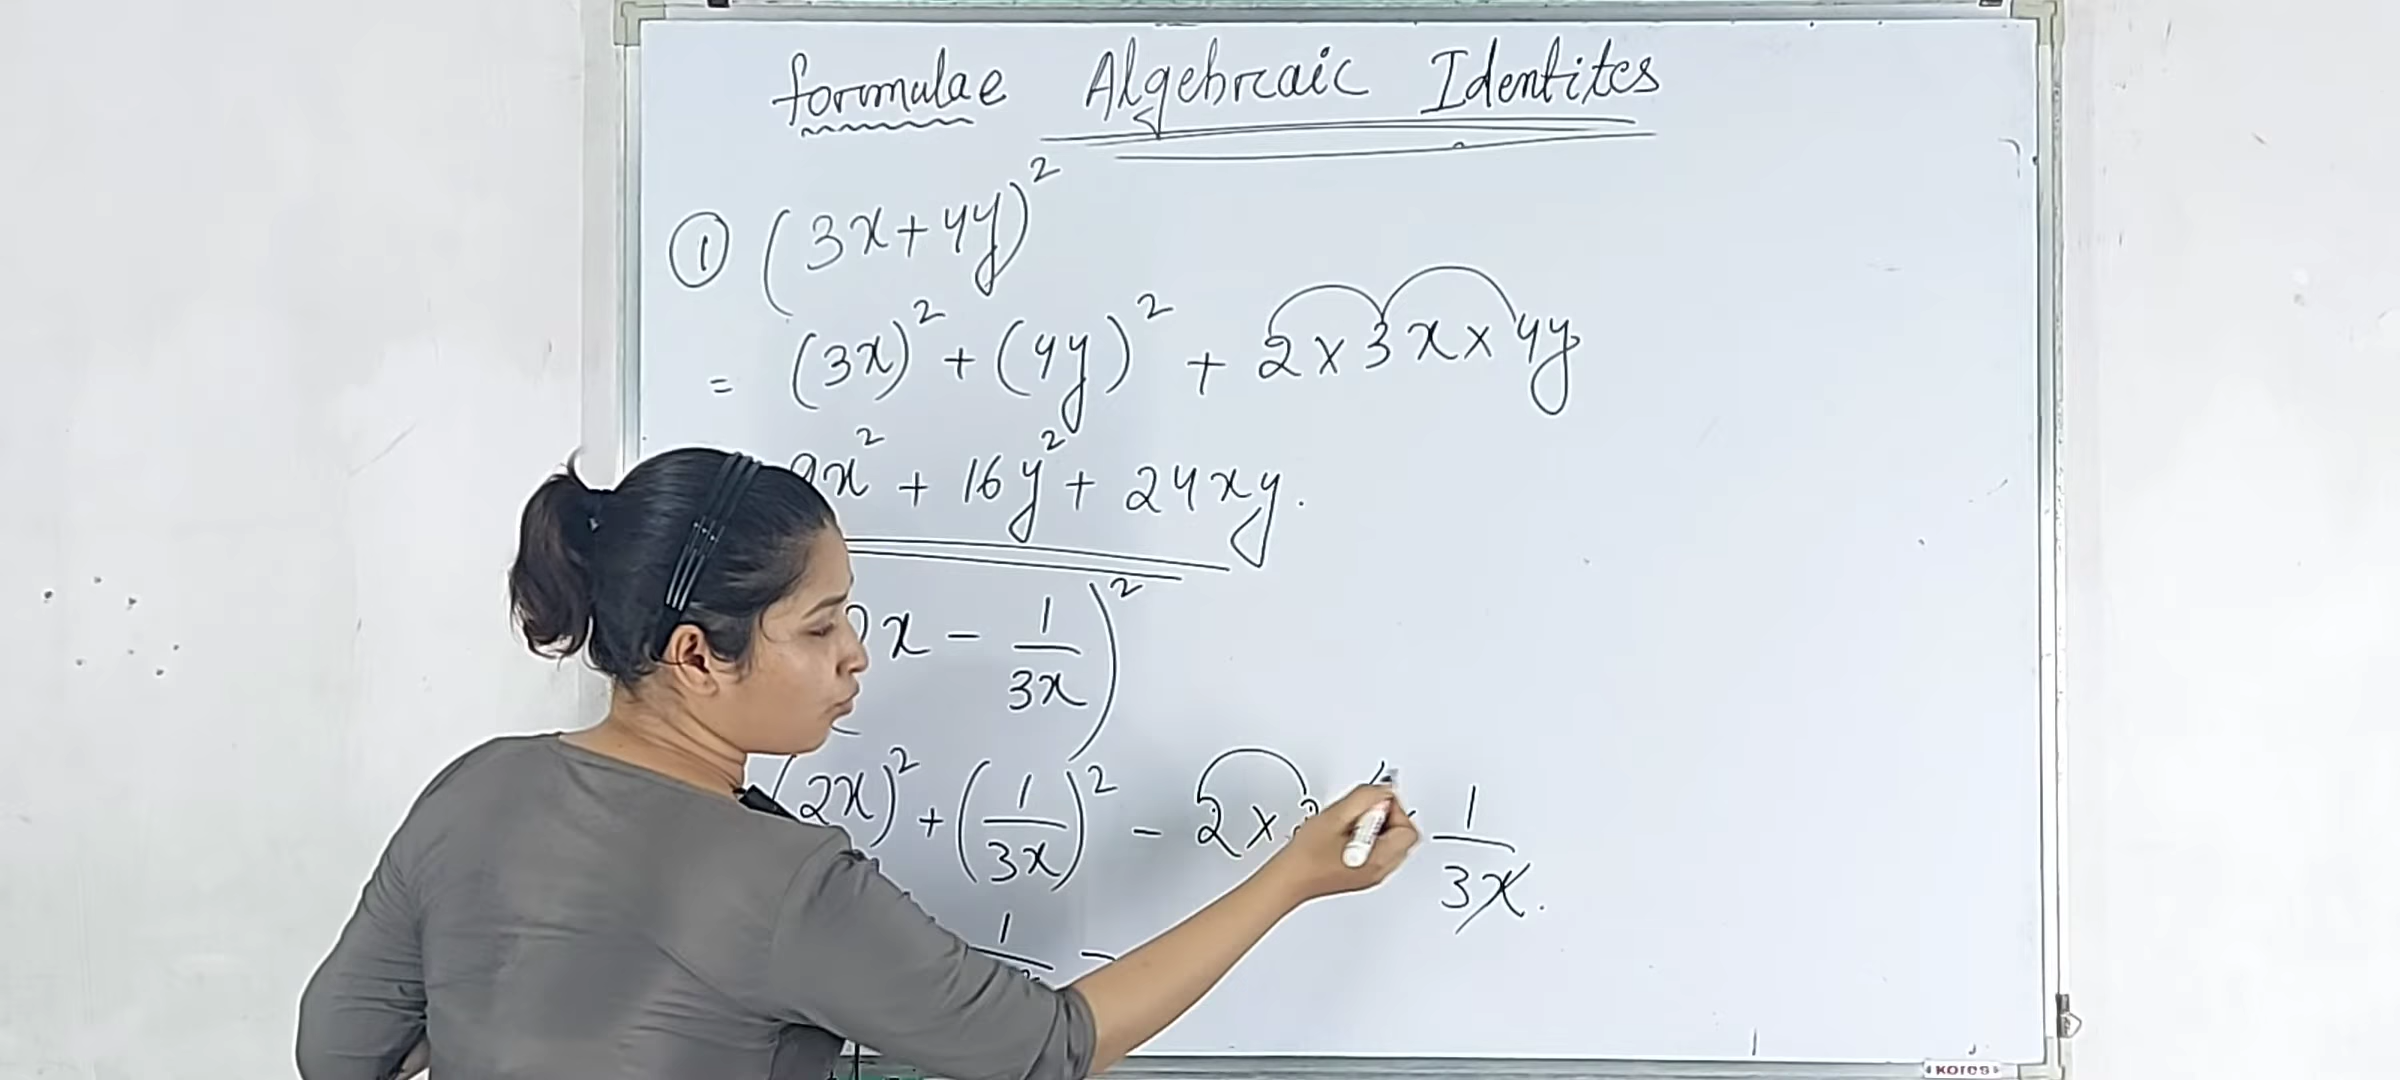 formulae Algebraic Identites
① (3x+4y)²
= (3x)² + (4y)² + 2×3x×4y
9x² + 16y² + 24xy.
x - 1/3x)²
(2x)² + (1/3x)² - 2× 1/3x.
1
Kores